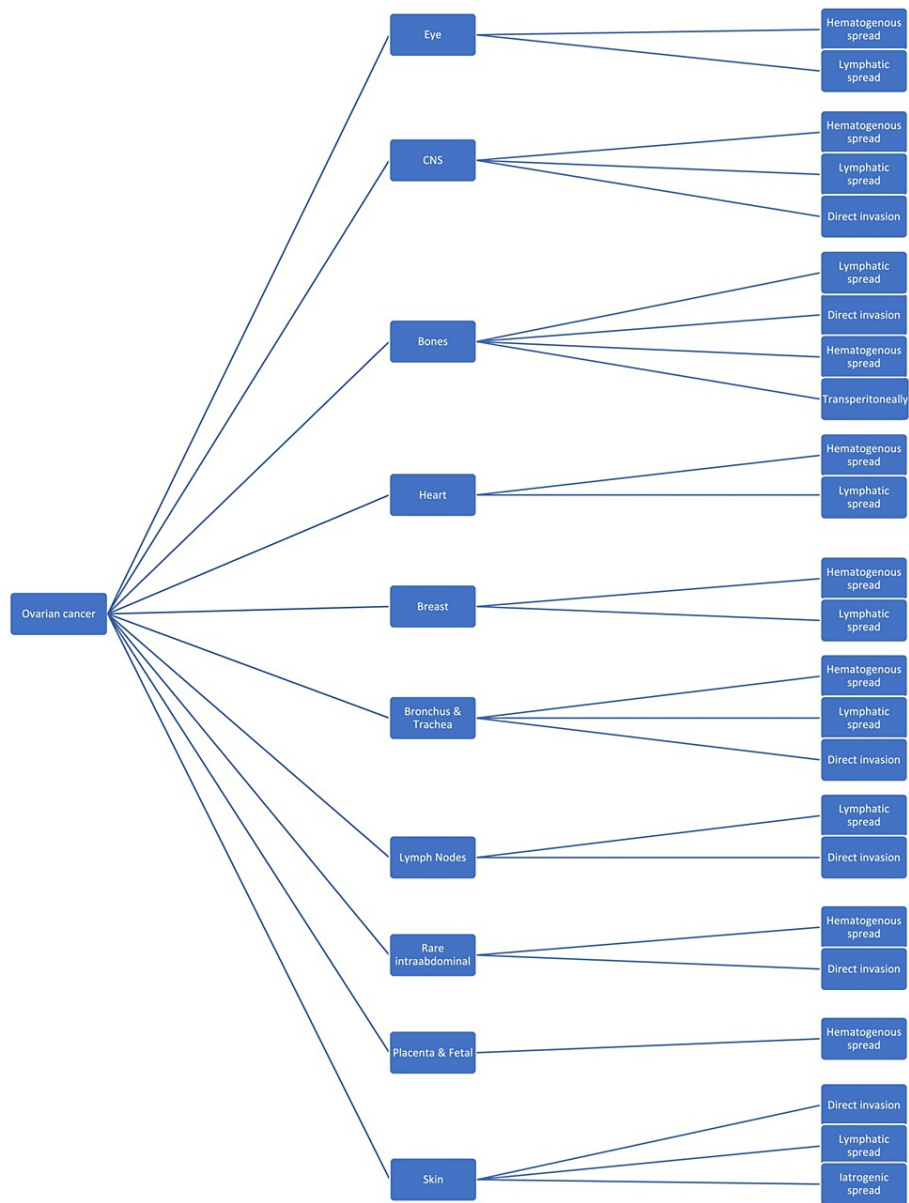 Eye
Hematogenous
spread
Lymphatic
spread
CNS
Hematogenous
spread
Lymphatic
spread
Direct invasion
Bones
Lymphatic
spread
Direct invasion
Hematogenous
spread
Transperitoneally
Heart
Hematogenous
spread
Lymphatic
spread
Ovarian cancer
Breast
Hematogenous
spread
Lymphatic
spread
Bronchus &
Trachea
Hematogenous
spread
Lymphatic
spread
Direct invasion
Lymph Nodes
Lymphatic
spread
Direct invasion
Rare
intraabdominal
Hematogenous
spread
Direct invasion
Placenta & Fetal
Hematogenous
spread
Skin
Direct invasion
Lymphatic
spread
Iatrogenic
spread